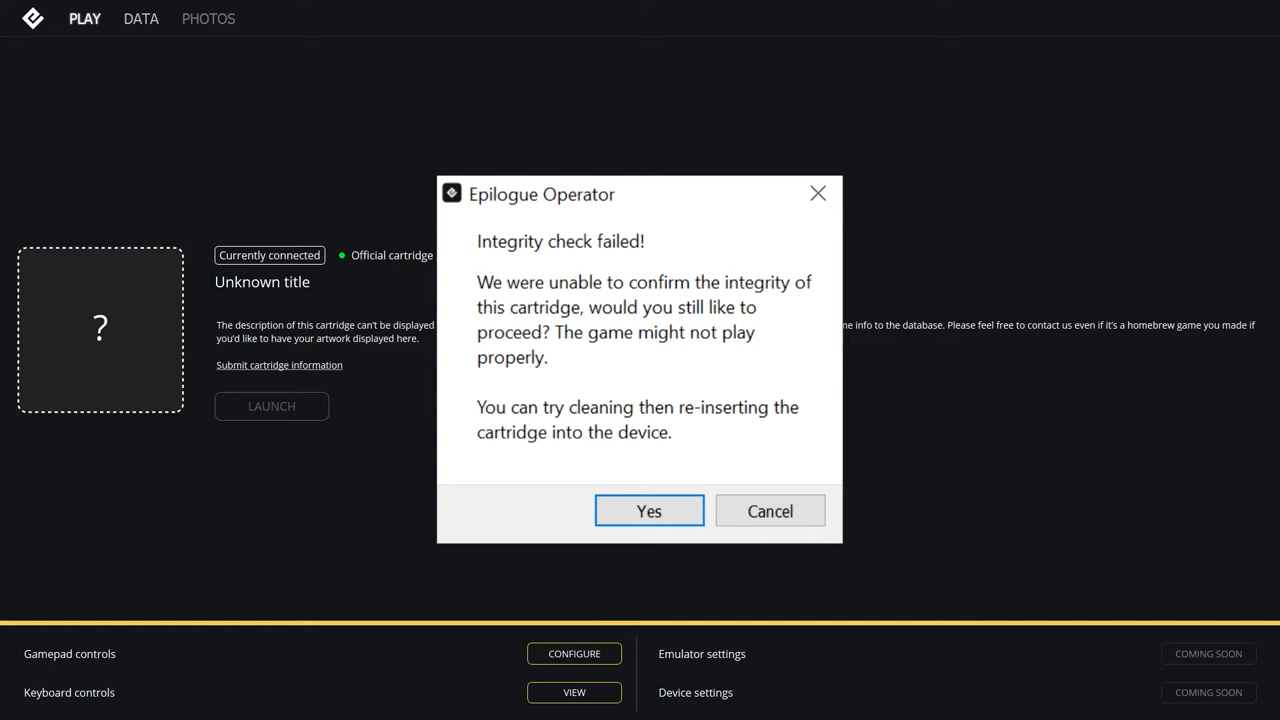 PLAY DATA PHOTOS
Currently connected Official cartridge
Unknown title
?
The description of this cartridge can't be displayed
me info to the database. Please feel free to contact us even if it's a homebrew game you made if
you'd like to have your artwork displayed here.
Submit cartridge information
LAUNCH
Epilogue Operator
Integrity check failed!
We were unable to confirm the integrity of
this cartridge, would you still like to
proceed? The game might not play
properly.
You can try cleaning then re-inserting the
cartridge into the device.
Yes Cancel
Gamepad controls CONFIGURE
Keyboard controls VIEW
Emulator settings COMING SOON
Device settings COMING SOON